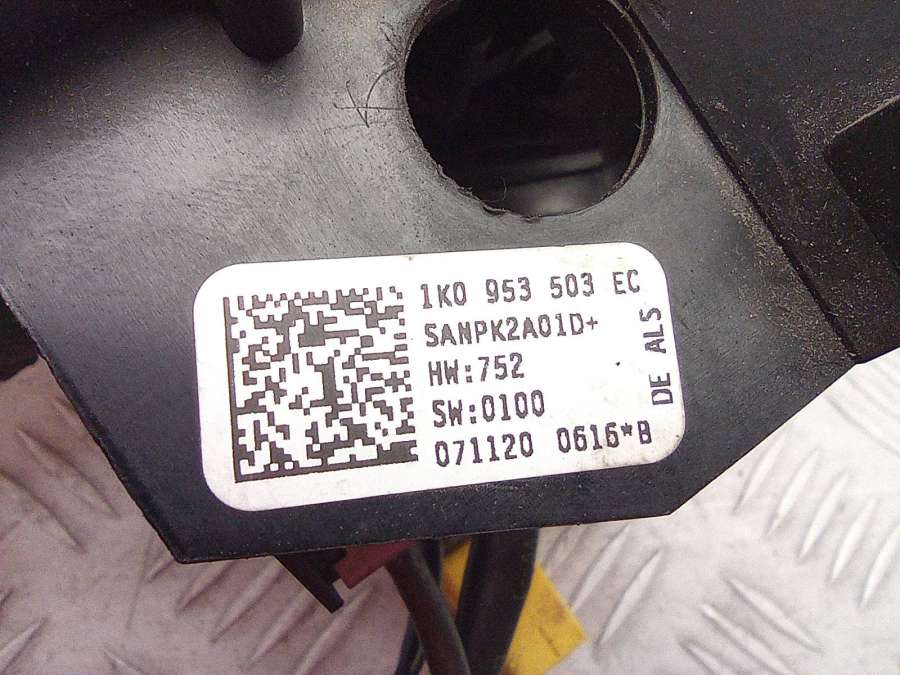 1K0 953 503 EC
SANPK2A01D+
HW:752
SW:0100
071120 0616*B
DE ALS